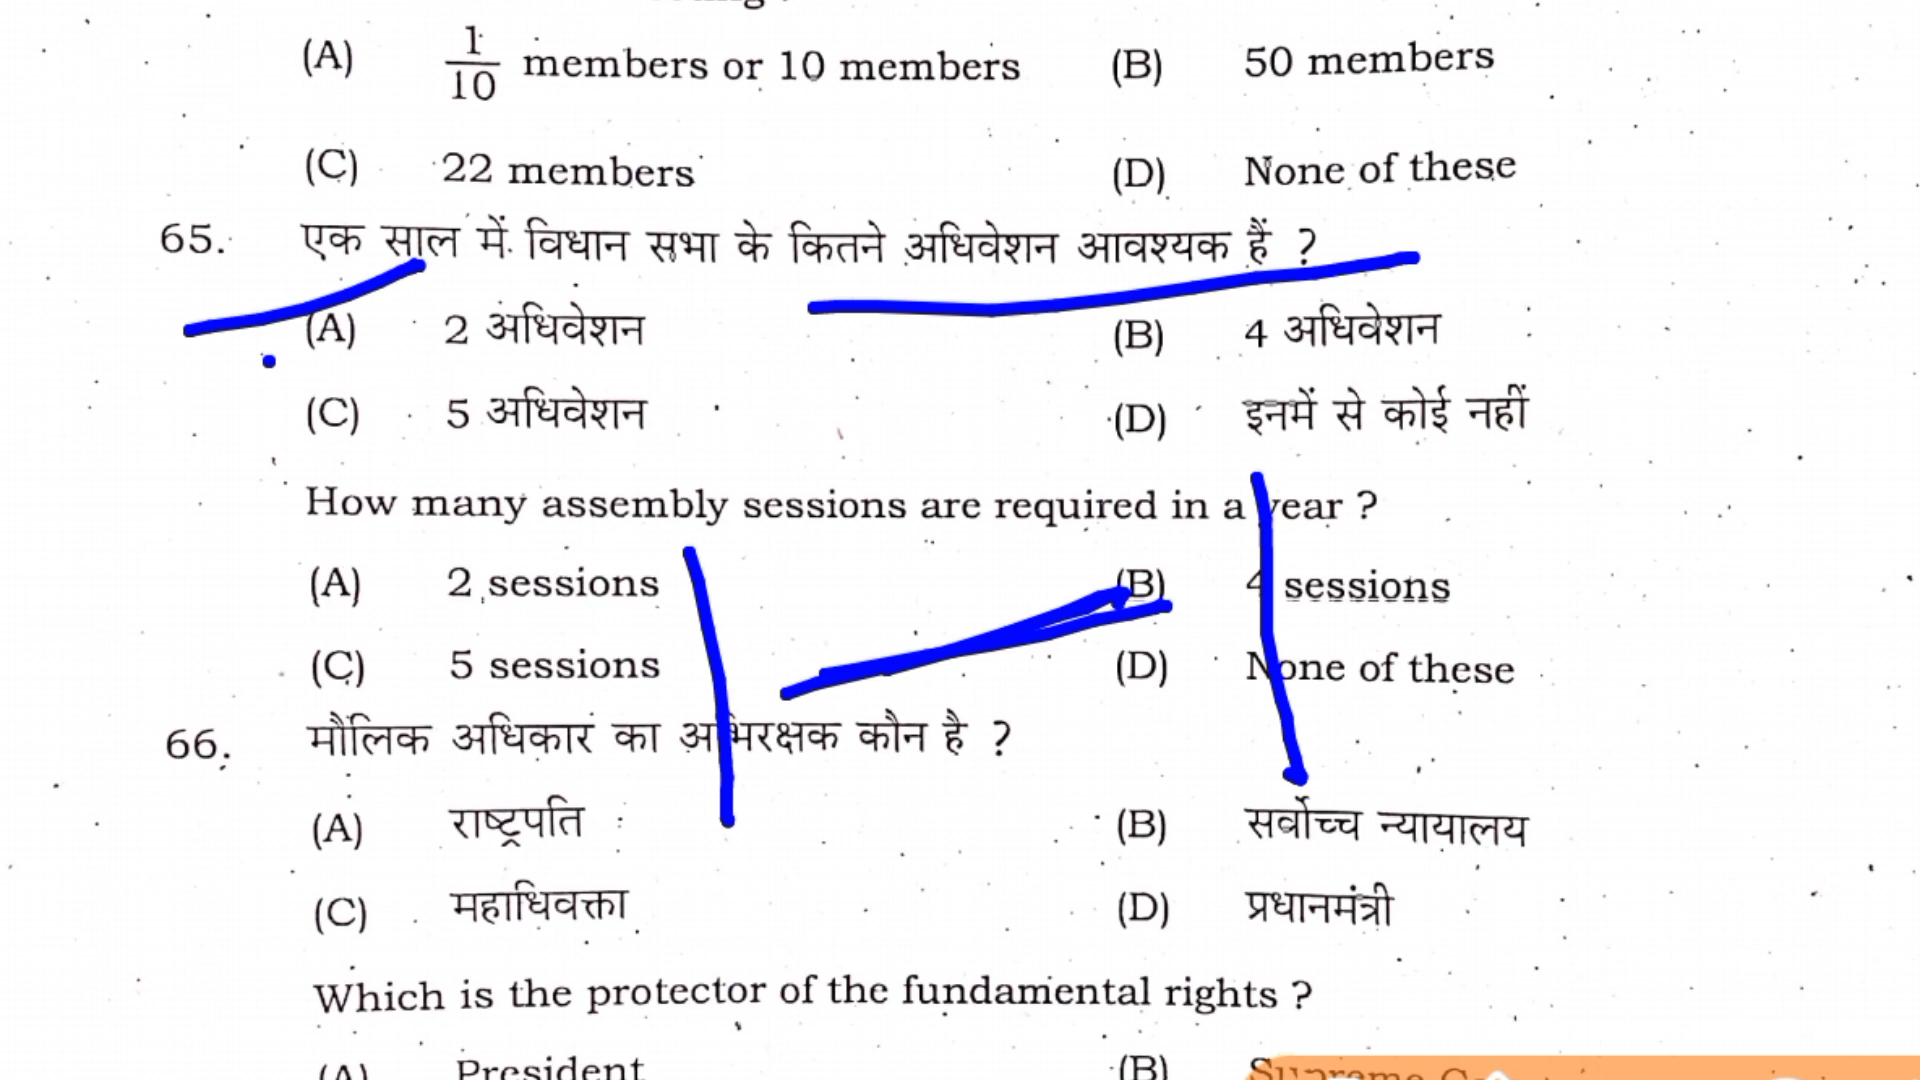 (A) 1/10 members or 10 members (B) 50 members
(C) 22 members (D) None of these
65. एक साल में विधान सभा के कितने अधिवेशन आवश्यक हैं ?
(A) 2 अधिवेशन (B) 4 अधिवेशन
(C) 5 अधिवेशन (D) इनमें से कोई नहीं
How many assembly sessions are required in a year ?
(A) 2 sessions (B) 4 sessions
(C) 5 sessions (D) None of these
66. मौलिक अधिकार का अभिरक्षक कौन है ?
(A) राष्ट्रपति (B) सर्वोच्च न्यायालय
(C) महाधिवक्ता (D) प्रधानमंत्री
Which is the protector of the fundamental rights ?
(A) President (B) Supreme